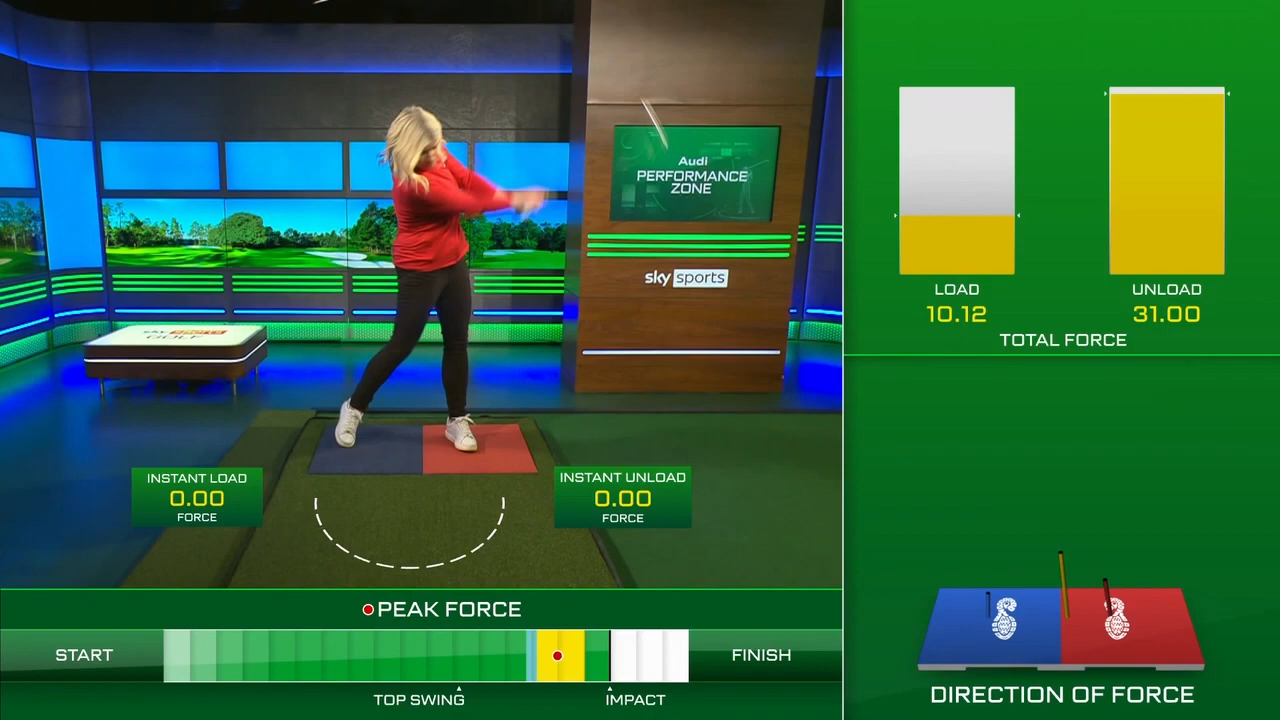 Audi
PERFORMANCE
ZONE
sky sports
GOLF
LOAD
10.12
UNLOAD
31.00
TOTAL FORCE
INSTANT LOAD
0.00
FORCE
INSTANT UNLOAD
0.00
FORCE
PEAK FORCE
START
FINISH
TOP SWING
IMPACT
DIRECTION OF FORCE